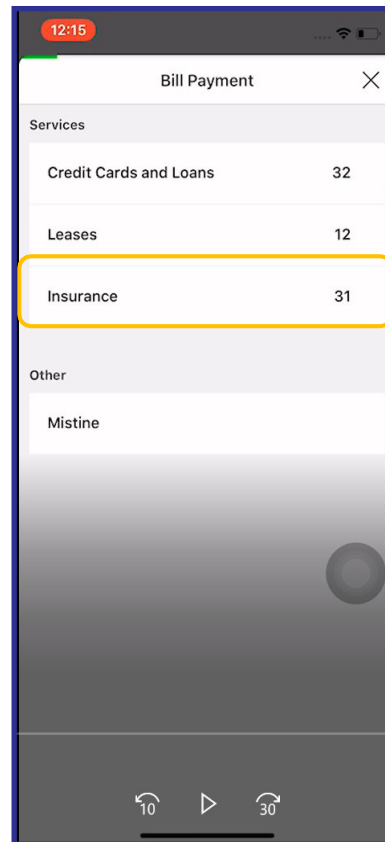 12:15
Bill Payment
Services
Credit Cards and Loans 32
Leases 12
Insurance 31
Other
Mistine
10 30